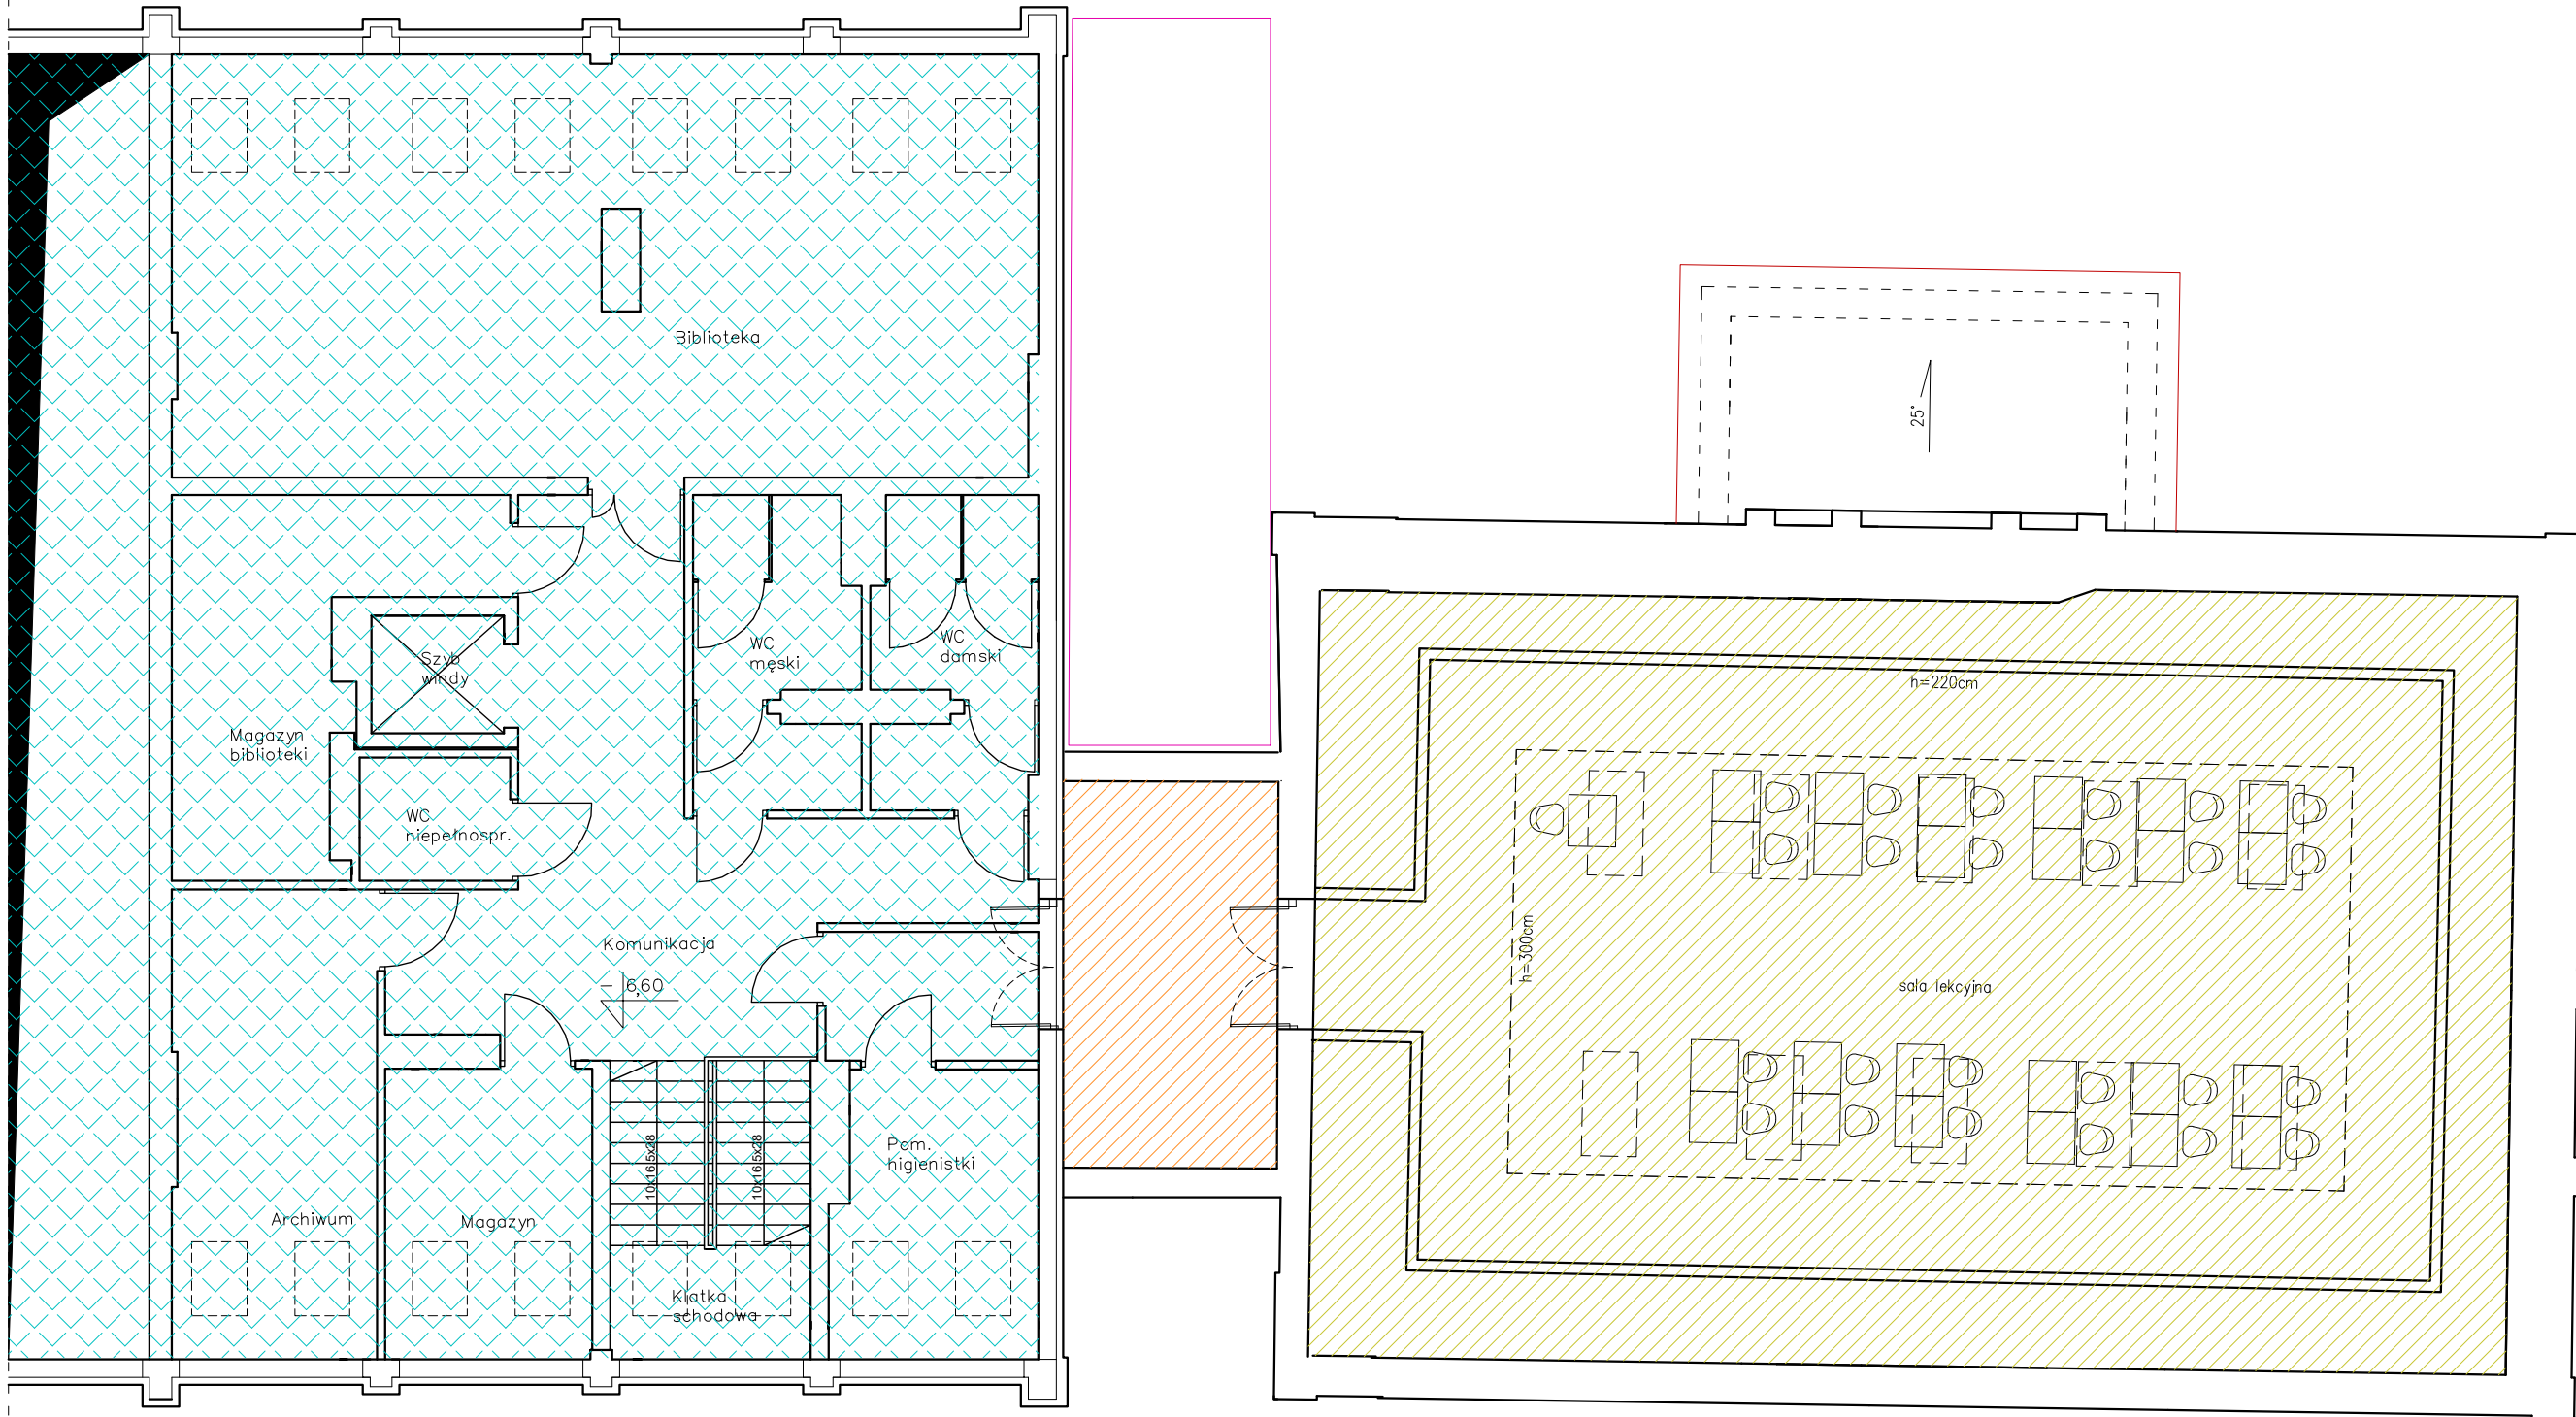 Biblioteka
25°
WC
męski
WC
damski
Szyb
windy
h=220cm
Magazyn
biblioteki
WC
niepełnospr.
Komunikacja
6,60
h=300cm
sala lekcyjna
10x16,5x28
10x16,5x28
Pom.
higienistki
Archiwum
Magazyn
Klatka
schodowa